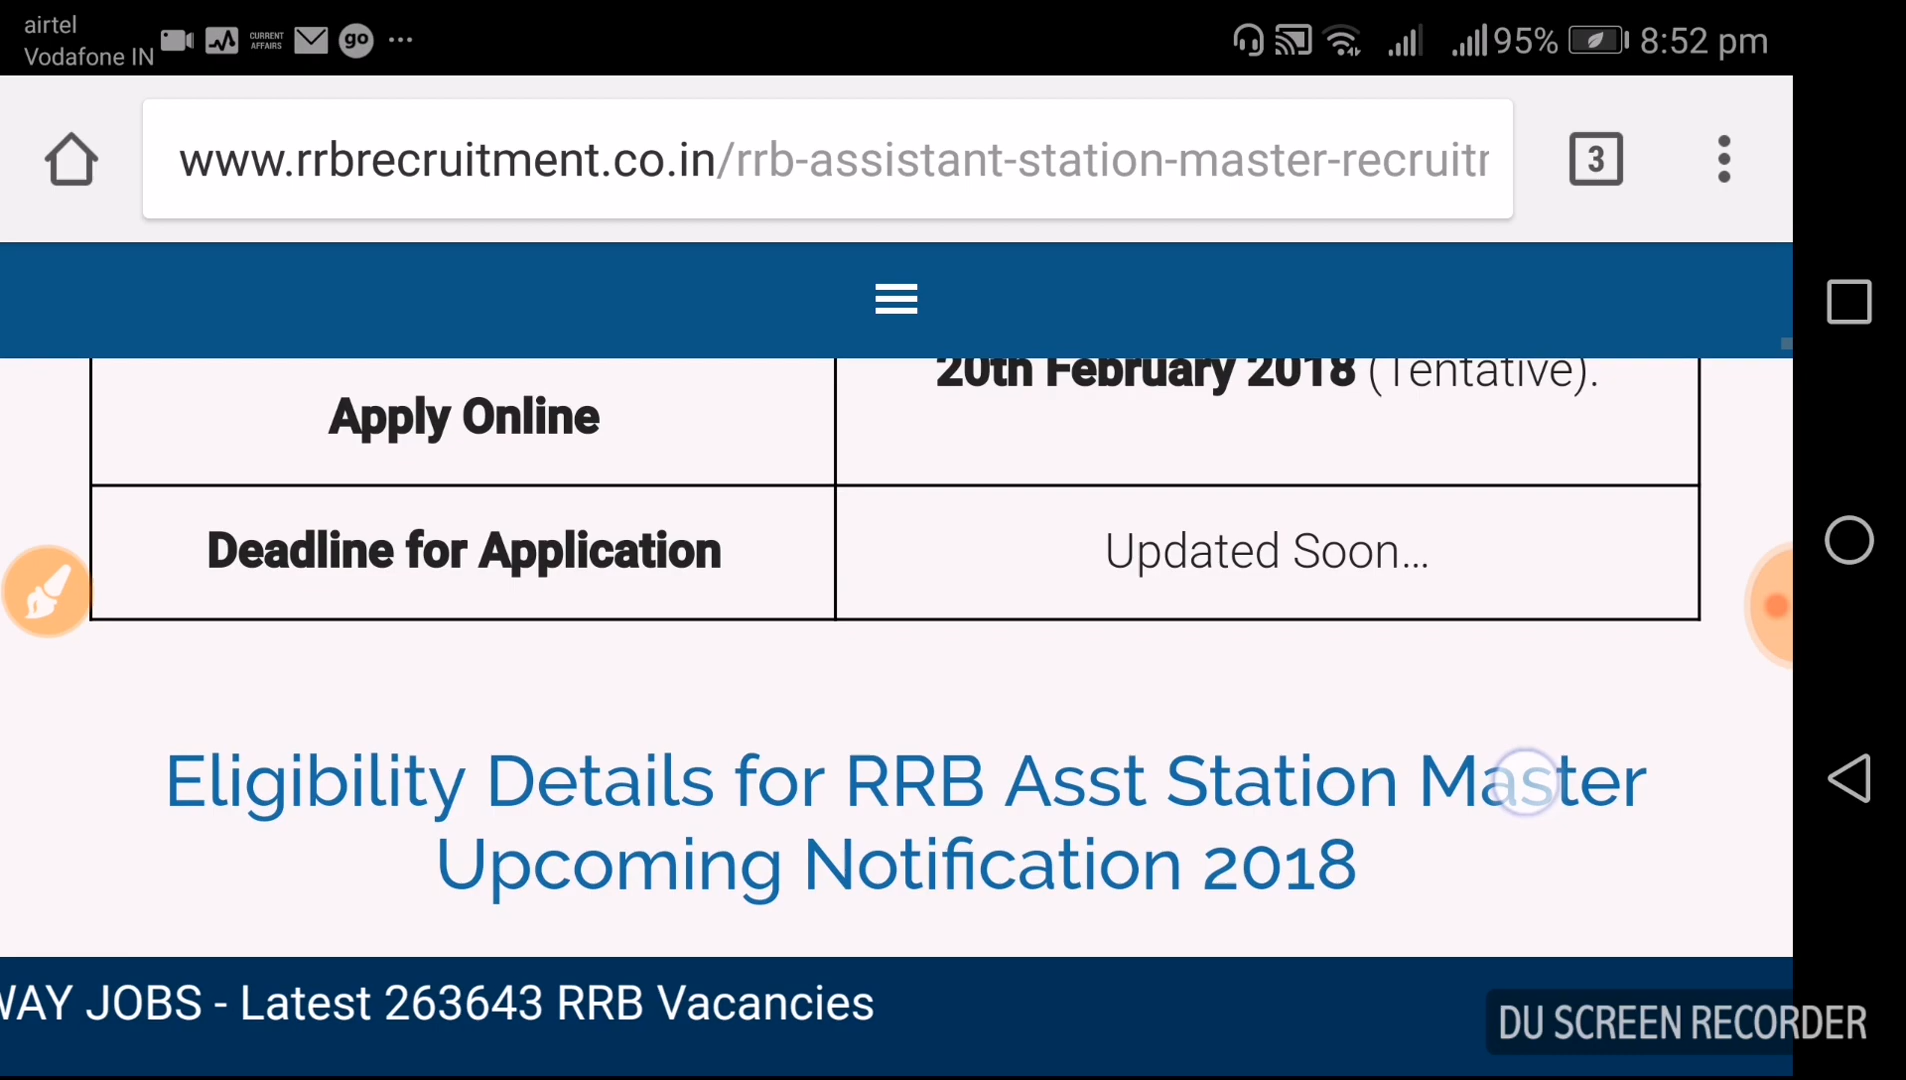 airtel
Vodafone IN
CURRENT
AFFAIRS
go
95%
8:52 pm
www.rrbrecruitment.co.in/rrb-assistant-station-master-recruitr
3
20th February 2018 (Tentative).
Apply Online
Deadline for Application
Updated Soon...
Eligibility Details for RRB Asst Station Master
Upcoming Notification 2018
WAY JOBS - Latest 263643 RRB Vacancies
DU SCREEN RECORDER